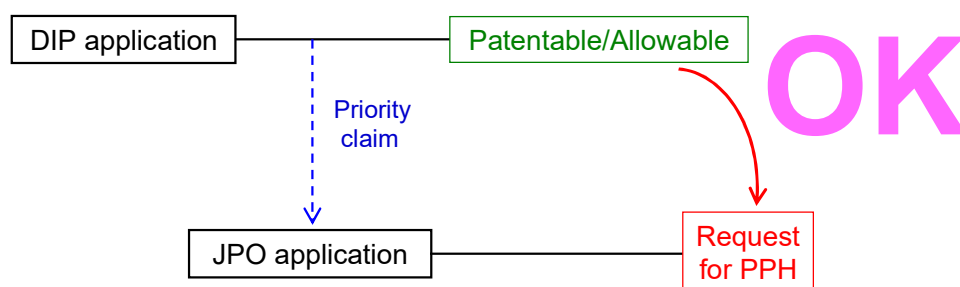 DIP application
Patentable/Allowable
OK
Priority
claim
JPO application
Request
for PPH